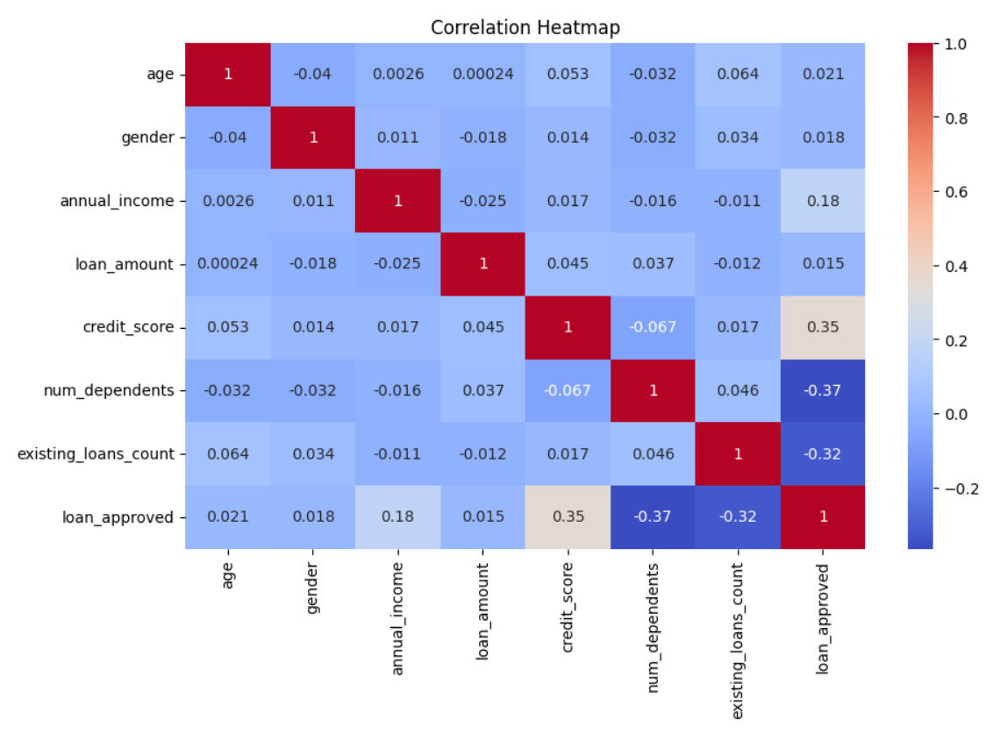 Correlation Heatmap
age 1 -0.04 0.0026 0.00024 0.053 -0.032 0.064 0.021
gender -0.04 1 0.011 -0.018 0.014 -0.032 0.034 0.018
annual_income 0.0026 0.011 1 -0.025 0.017 -0.016 -0.011 0.18
loan_amount 0.00024 -0.018 -0.025 1 0.045 0.037 -0.012 0.015
credit_score 0.053 0.014 0.017 0.045 1 -0.067 0.017 0.35
num_dependents -0.032 -0.032 -0.016 0.037 -0.067 1 0.046 -0.37
existing_loans_count 0.064 0.034 -0.011 -0.012 0.017 0.046 1 -0.32
loan_approved 0.021 0.018 0.18 0.015 0.35 -0.37 -0.32 1
age
gender
annual_income
loan_amount
credit_score
num_dependents
existing_loans_count
loan_approved
1.0
0.8
0.6
0.4
0.2
0.0
−0.2